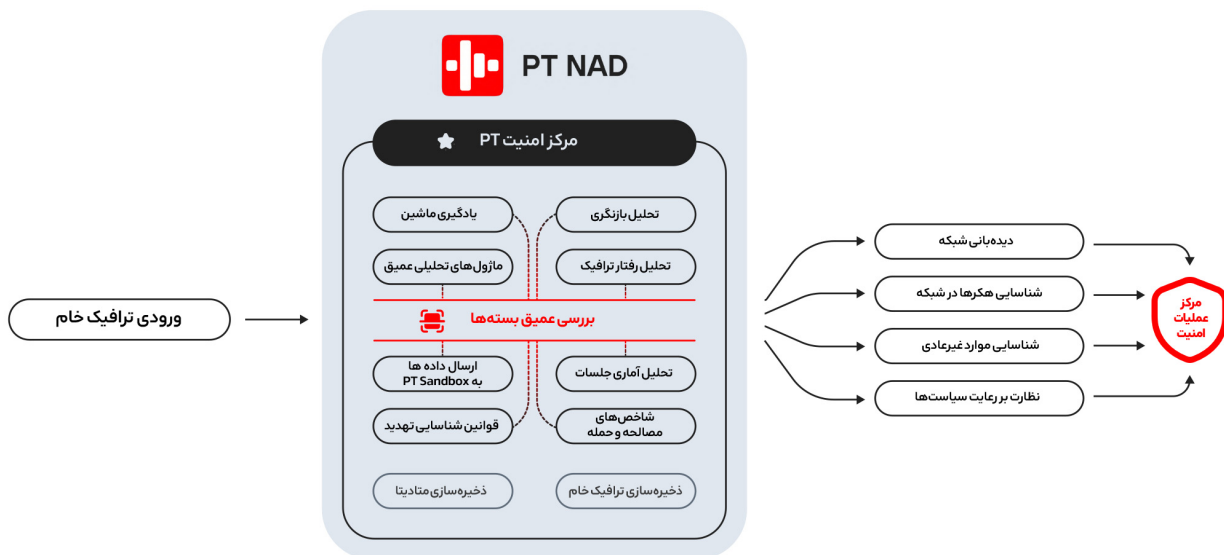 PT NAD
مرکز امنیت PT
یادگیری ماشین
تحلیل بازنگری
ماژول‌های تحلیلی عمیق
تحلیل رفتار ترافیک
ورودی ترافیک خام
بررسی عمیق بسته‌ها
ارسال داده ها
به PT Sandbox
تحلیل آماری جلسات
قوانین شناسایی تهدید
شاخص‌های
مصالحه و حمله
ذخیره‌سازی متادیتا
ذخیره‌سازی ترافیک خام
دیده‌بانی شبکه
شناسایی هکرها در شبکه
شناسایی موارد غیرعادی
نظارت بر رعایت سیاست‌ها
مرکز
عملیات
امنیت